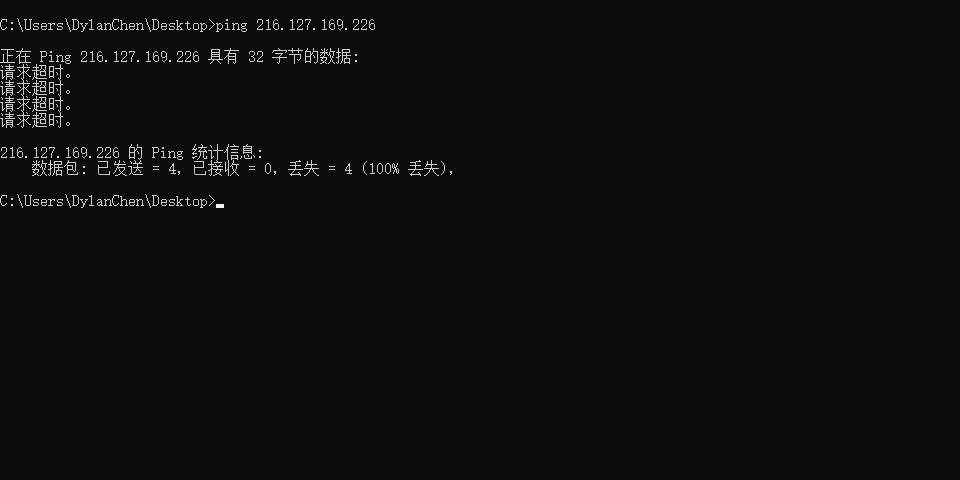 C:\Users\DylanChen\Desktop>ping 216.127.169.226
正在 Ping 216.127.169.226 具有 32 字节的数据:
请求超时。
请求超时。
请求超时。
请求超时。
216.127.169.226 的 Ping 统计信息:
数据包: 已发送 = 4, 已接收 = 0, 丢失 = 4 (100% 丢失),
C:\Users\DylanChen\Desktop>